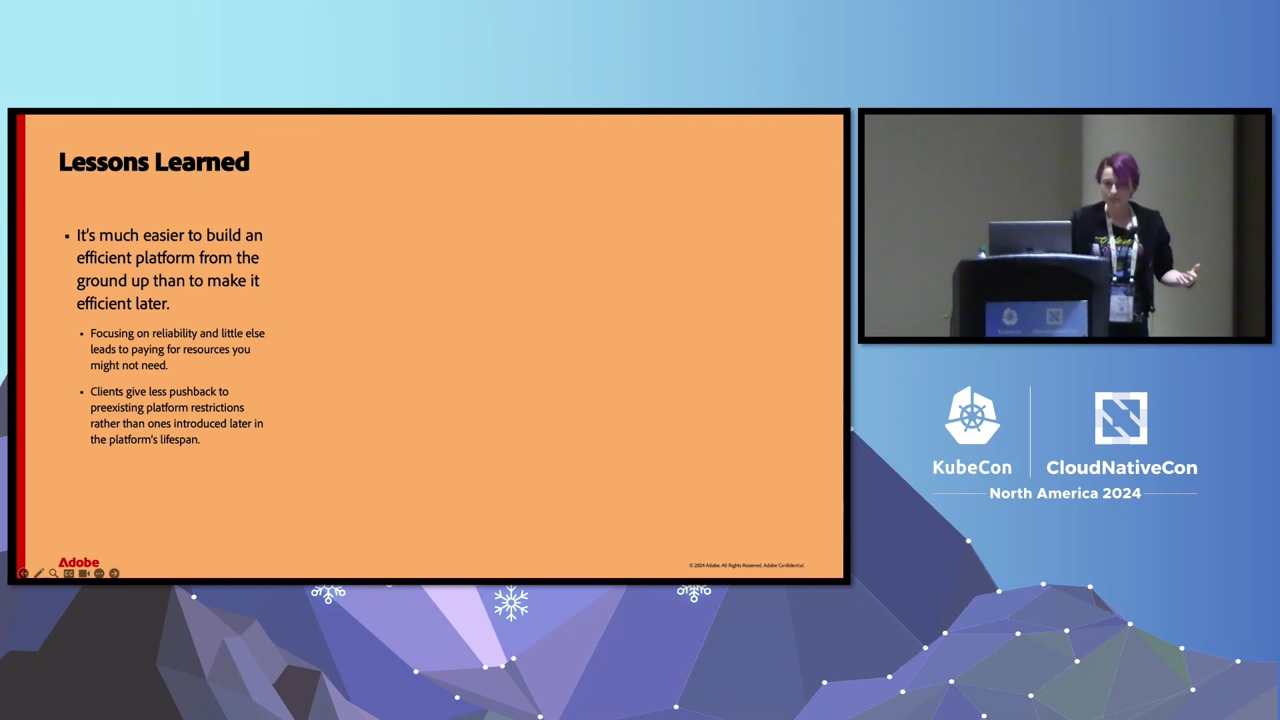 Lessons Learned
▪ It's much easier to build an
efficient platform from the
ground up than to make it
efficient later.
▪ Focusing on reliability and little else
leads to paying for resources you
might not need.
▪ Clients give less pushback to
preexisting platform restrictions
rather than ones introduced later in
the platform's lifespan.
Adobe
© 2024 Adobe. All Rights Reserved. Adobe Confidential.
KubeCon
CloudNativeCon
North America 2024